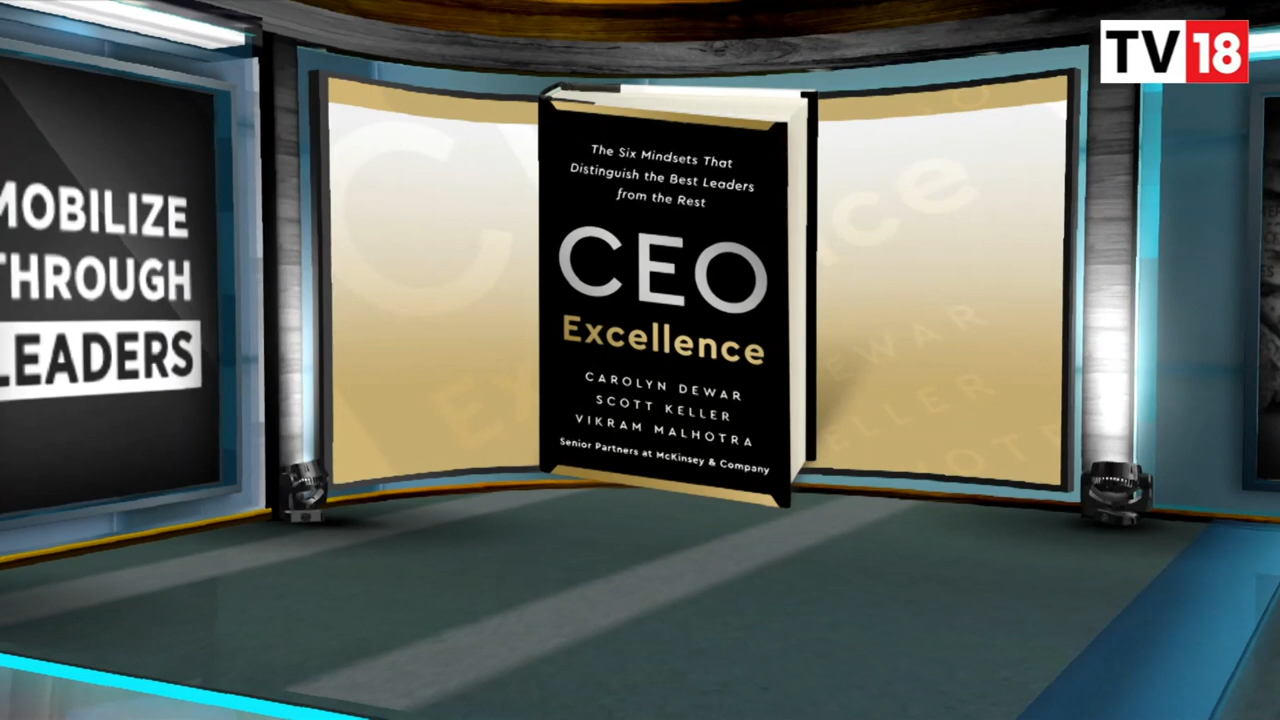 TV18
MOBILIZE
THROUGH
LEADERS
The Six Mindsets That
Distinguish the Best Leaders
from the Rest
CEO
Excellence
CAROLYN DEWAR
SCOTT KELLER
VIKRAM MALHOTRA
Senior Partners at McKinsey & Company